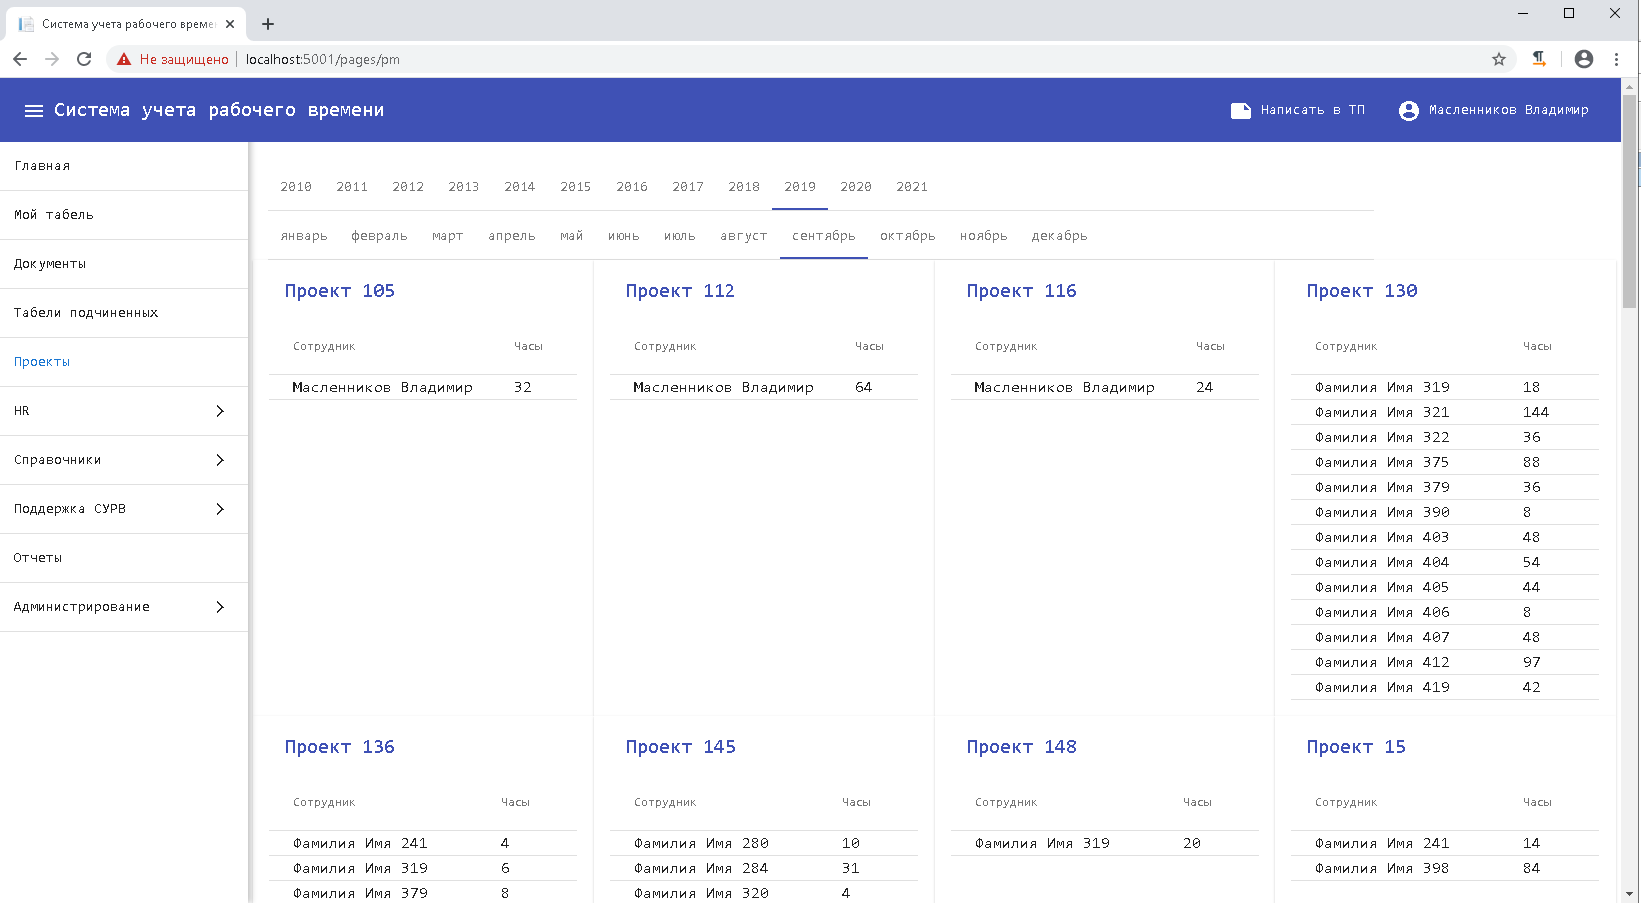 Система учета рабочего време
Не защищено localhost:5001/pages/pm
Система учета рабочего времени Написать в ТП Масленников Владимир
Главная
Мой табель
Документы
Табели подчиненных
Проекты
HR
Справочники
Поддержка СУРВ
Отчеты
Администрирование
2010 2011 2012 2013 2014 2015 2016 2017 2018 2019 2020 2021
январь февраль март апрель май июнь июль август сентябрь октябрь ноябрь декабрь
Проект 105
Сотрудник Часы
Масленников Владимир 32
Проект 112
Сотрудник Часы
Масленников Владимир 64
Проект 116
Сотрудник Часы
Масленников Владимир 24
Проект 130
Сотрудник Часы
Фамилия Имя 319 18
Фамилия Имя 321 144
Фамилия Имя 322 36
Фамилия Имя 375 88
Фамилия Имя 379 36
Фамилия Имя 390 8
Фамилия Имя 403 48
Фамилия Имя 404 54
Фамилия Имя 405 44
Фамилия Имя 406 8
Фамилия Имя 407 48
Фамилия Имя 412 97
Фамилия Имя 419 42
Проект 136
Сотрудник Часы
Фамилия Имя 241 4
Фамилия Имя 319 6
Фамилия Имя 379 8
Проект 145
Сотрудник Часы
Фамилия Имя 280 10
Фамилия Имя 284 31
Фамилия Имя 320 4
Проект 148
Сотрудник Часы
Фамилия Имя 319 20
Проект 15
Сотрудник Часы
Фамилия Имя 241 14
Фамилия Имя 398 84